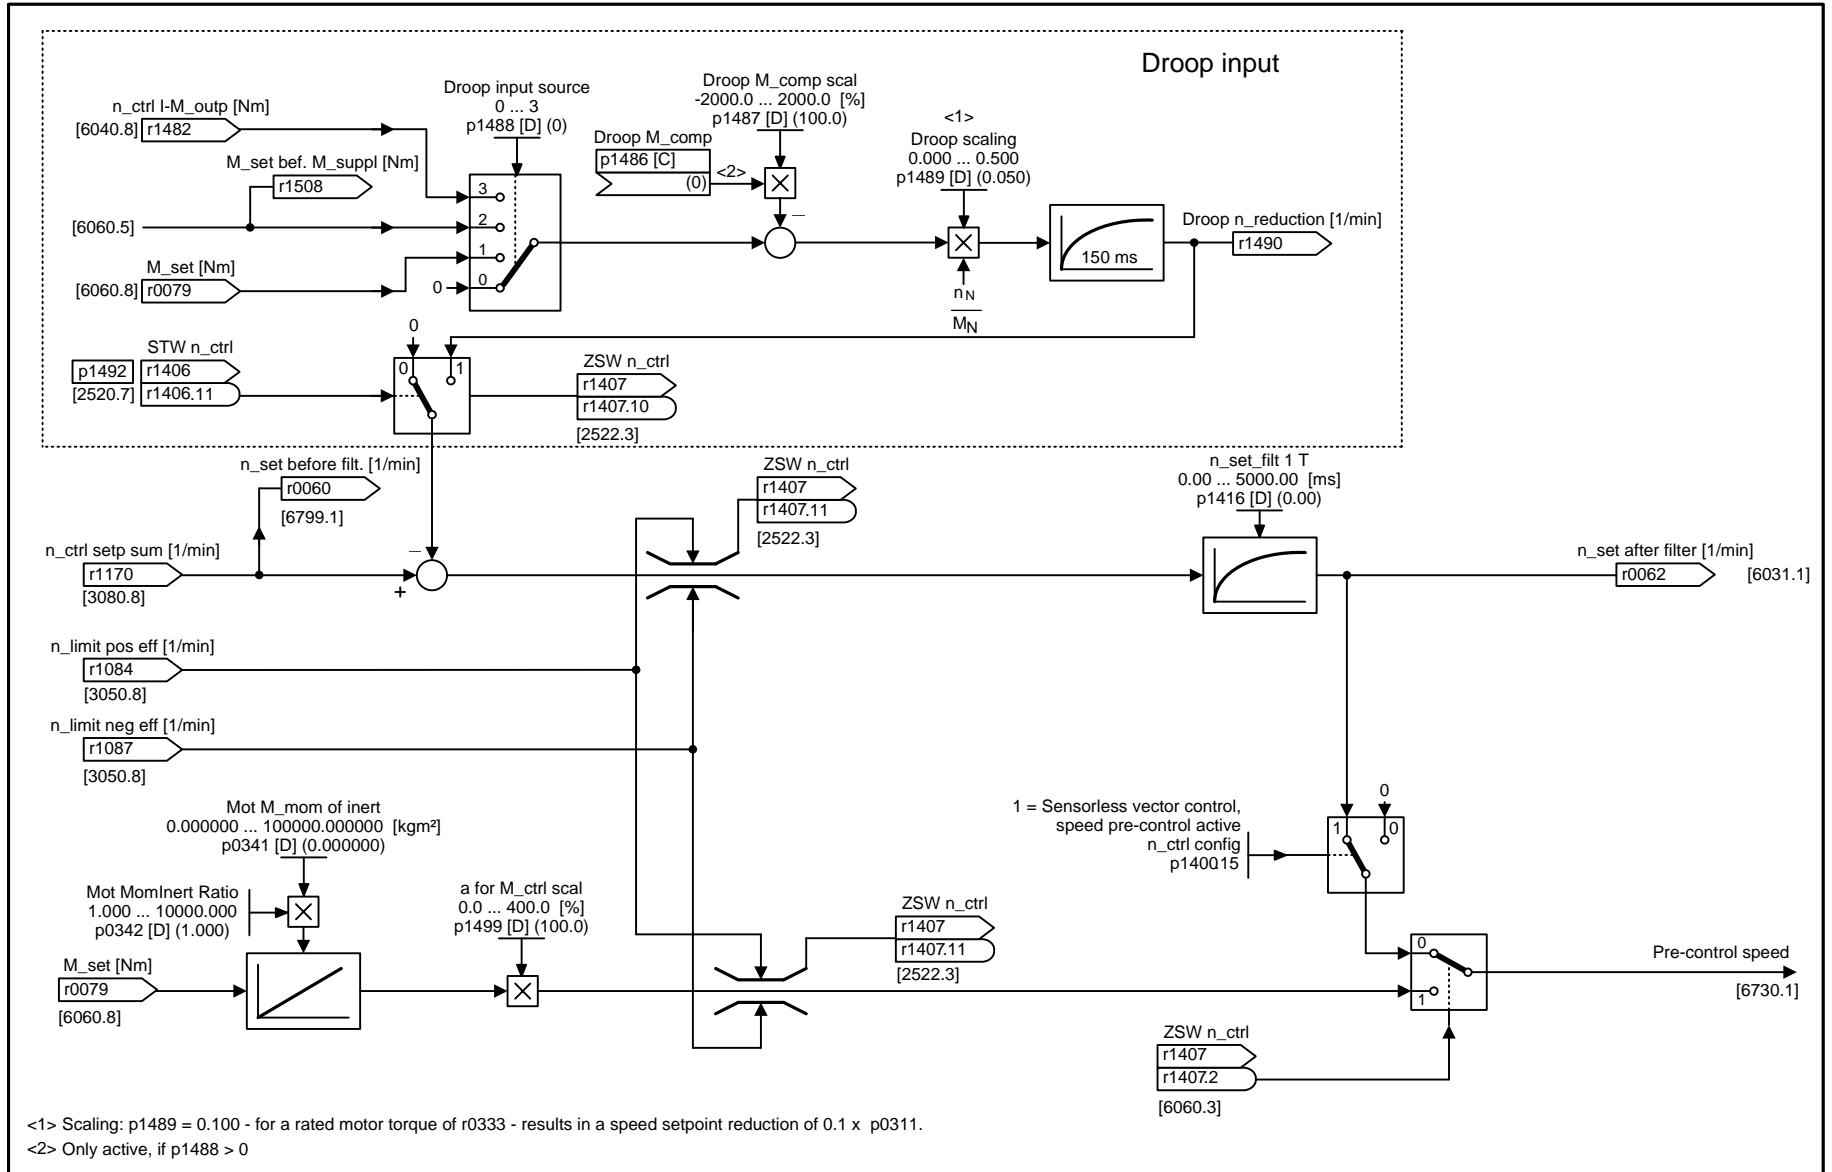 Droop input
n_ctrl I-M_outp [Nm]
[6040.8]
r1482
M_set bef. M_suppl [Nm]
r1508
[6060.5]
M_set [Nm]
[6060.8]
r0079
Droop input source
0 ... 3
p1488 [D] (0)
3
2
1
0
0
Droop M_comp scal
-2000.0 ... 2000.0 [%]
p1487 [D] (100.0)
Droop M_comp
p1486 [C]
(0)
<2>
<1>
Droop scaling
0.000 ... 0.500
p1489 [D] (0.050)
n N
M N
150 ms
Droop n_reduction [1/min]
r1490
STW n_ctrl
p1492
r1406
[2520.7]
r1406.11
0
0
1
ZSW n_ctrl
r1407
r1407.10
[2522.3]
n_set before filt. [1/min]
r0060
[6799.1]
n_ctrl setp sum [1/min]
r1170
[3080.8]
_
+
ZSW n_ctrl
r1407
r1407.11
[2522.3]
n_set_filt 1 T
0.00 ... 5000.00 [ms]
p1416 [D] (0.00)
n_set after filter [1/min]
r0062
[6031.1]
n_limit pos eff [1/min]
r1084
[3050.8]
n_limit neg eff [1/min]
r1087
[3050.8]
1 = Sensorless vector control,
speed pre-control active
n_ctrl config
p1400.15
0
1
0
Mot M_mom of inert
0.000000 ... 100000.000000 [kgm²]
p0341 [D] (0.000000)
Mot MomInert Ratio
1.000 ... 10000.000
p0342 [D] (1.000)
M_set [Nm]
r0079
[6060.8]
a for M_ctrl scal
0.0 ... 400.0 [%]
p1499 [D] (100.0)
ZSW n_ctrl
r1407
r1407.11
[2522.3]
0
1
Pre-control speed
[6730.1]
ZSW n_ctrl
r1407
r1407.2
[6060.3]
<1> Scaling: p1489 = 0.100 - for a rated motor torque of r0333 - results in a speed setpoint reduction of 0.1 x p0311.
<2> Only active, if p1488 > 0